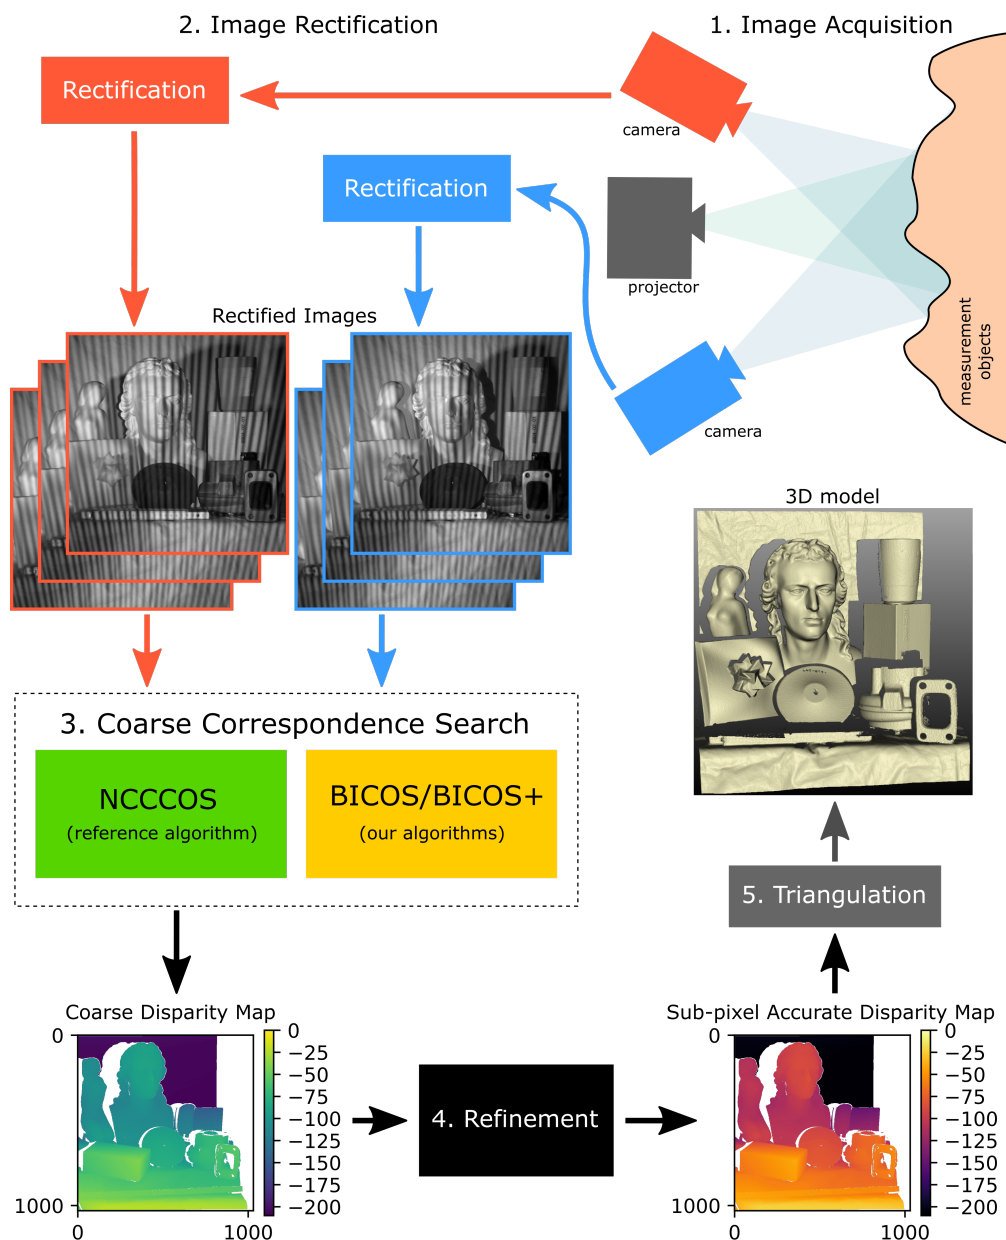 2. Image Rectification
1. Image Acquisition
Rectification
camera
Rectification
projector
measurement
objects
camera
Rectified Images
3D model
3. Coarse Correspondence Search
NCCCOS
(reference algorithm)
BICOS/BICOS+
(our algorithms)
5. Triangulation
Coarse Disparity Map
0
1000
0
1000
0
−25
−50
−75
−100
−125
−150
−175
−200
4. Refinement
Sub-pixel Accurate Disparity Map
0
1000
0
1000
0
−25
−50
−75
−100
−125
−150
−175
−200